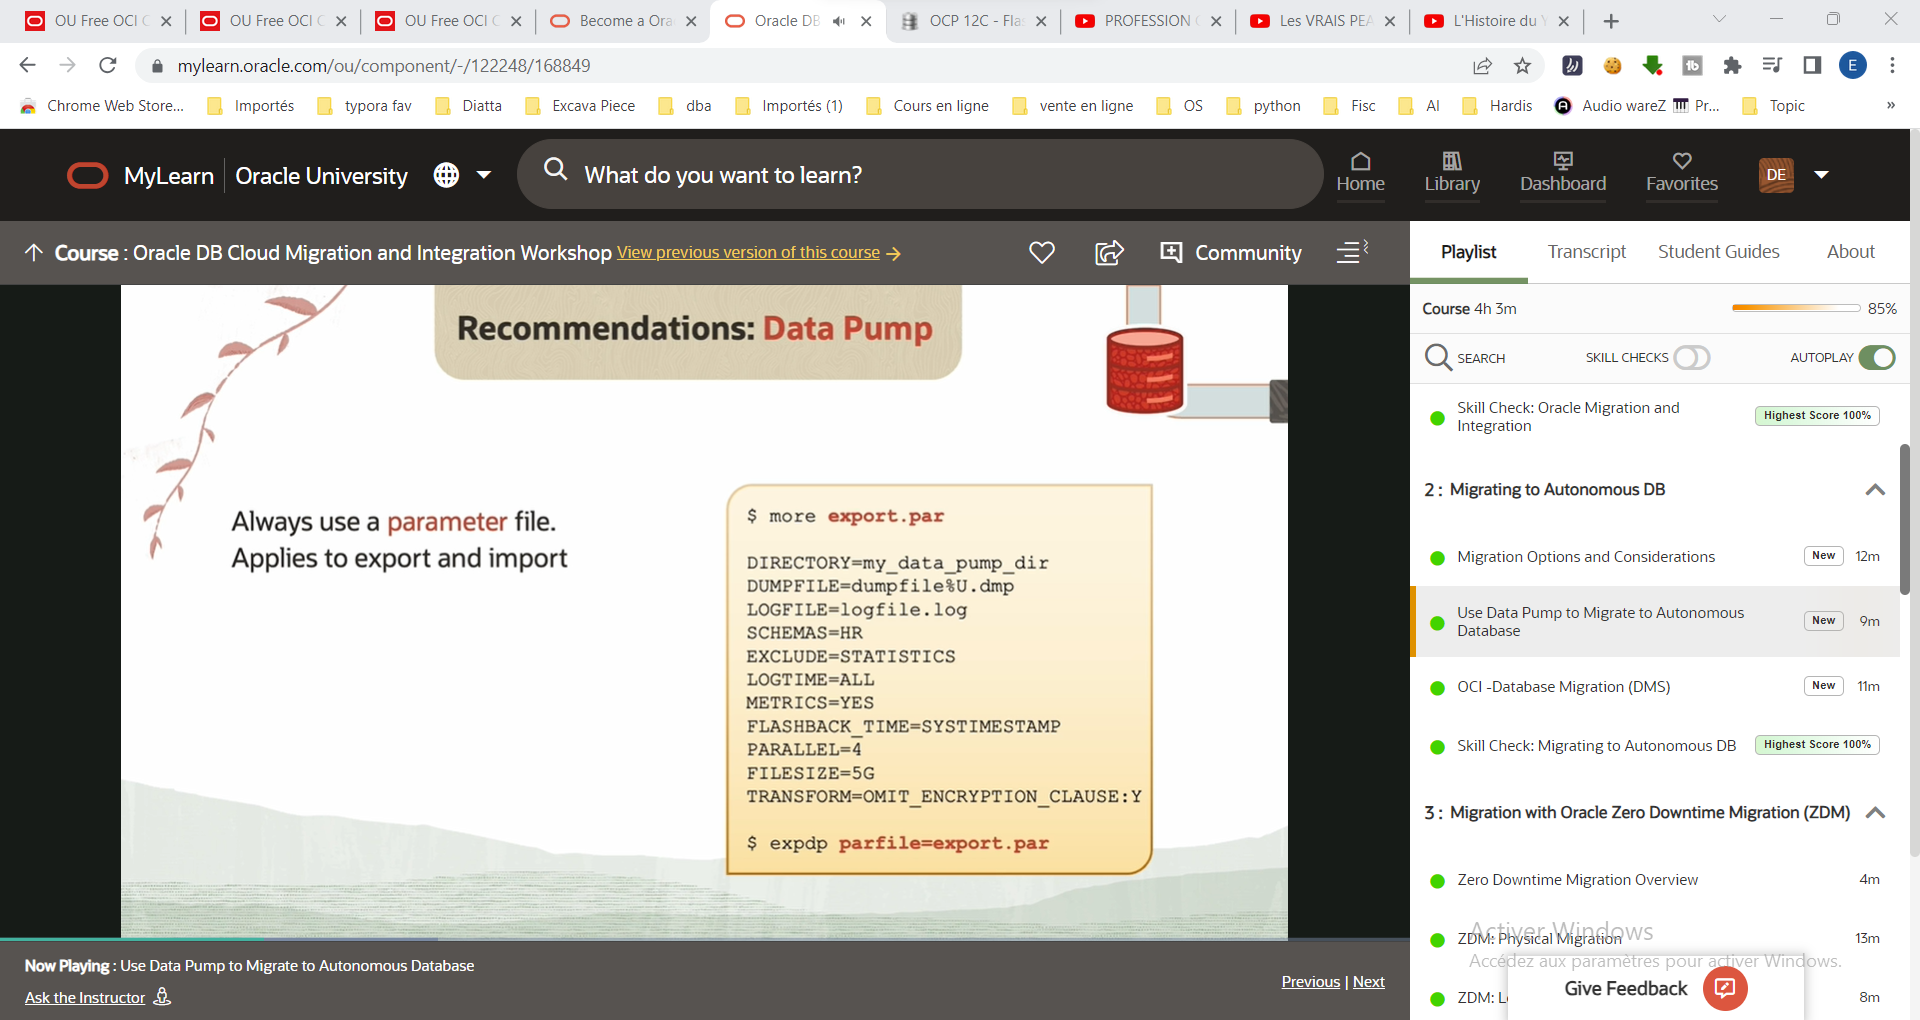 OU Free OCI C
OU Free OCI C
OU Free OCI C
Become a Ora
Oracle DB
OCP 12C - Fla
PROFESSION
Les VRAIS PEA
L'Histoire du Y
mylearn.oracle.com/ou/component/-/122248/168849
E
Chrome Web Store...
Importés
typora fav
Diatta
Excava Piece
dba
Importés (1)
Cours en ligne
vente en ligne
OS
python
Fisc
AI
Hardis
Audio wareZ
Pr...
Topic
»
MyLearn
Oracle University
What do you want to learn?
Home
Library
Dashboard
Favorites
DE
Course : Oracle DB Cloud Migration and Integration Workshop View previous version of this course
Community
Playlist
Transcript
Student Guides
About
Recommendations: Data Pump
Always use a parameter file.
Applies to export and import
$ more export.par
DIRECTORY=my_data_pump_dir
DUMPFILE=dumpfile%U.dmp
LOGFILE=logfile.log
SCHEMAS=HR
EXCLUDE=STATISTICS
LOGTIME=ALL
METRICS=YES
FLASHBACK_TIME=SYSTIMESTAMP
PARALLEL=4
FILESIZE=5G
TRANSFORM=OMIT_ENCRYPTION_CLAUSE:Y
$ expdp parfile=export.par
Now Playing : Use Data Pump to Migrate to Autonomous Database
Ask the Instructor
Previous | Next
Course 4h 3m
85%
SEARCH
SKILL CHECKS
AUTOPLAY
Skill Check: Oracle Migration and
Integration
Highest Score 100%
2 : Migrating to Autonomous DB
Migration Options and Considerations
New
12m
Use Data Pump to Migrate to Autonomous
Database
New
9m
OCI -Database Migration (DMS)
New
11m
Skill Check: Migrating to Autonomous DB
Highest Score 100%
3 : Migration with Oracle Zero Downtime Migration (ZDM)
Zero Downtime Migration Overview
4m
ZDM: Physical Migration
13m
Activer Windows
Accédez aux paramètres pour activer Windows.
ZDM: L
8m
Give Feedback